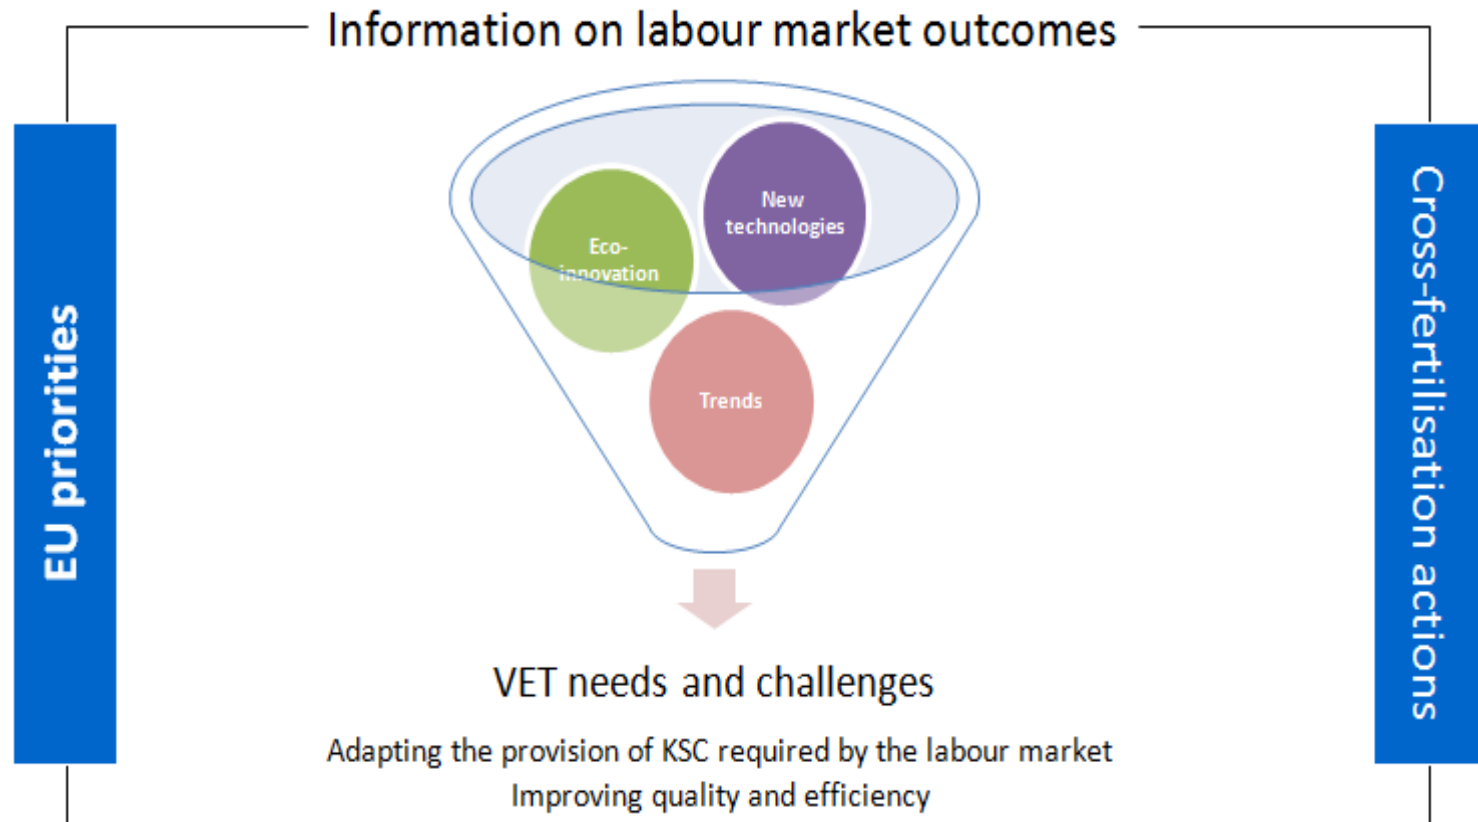 Information on labour market outcomes
EU priorities
New
technologies
Eco-
innovation
Trends
Cross-fertilisation actions
VET needs and challenges
Adapting the provision of KSC required by the labour market
Improving quality and efficiency